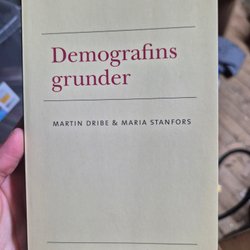 Demografins
grunder
MARTIN DRIBE & MARIA STANFORS